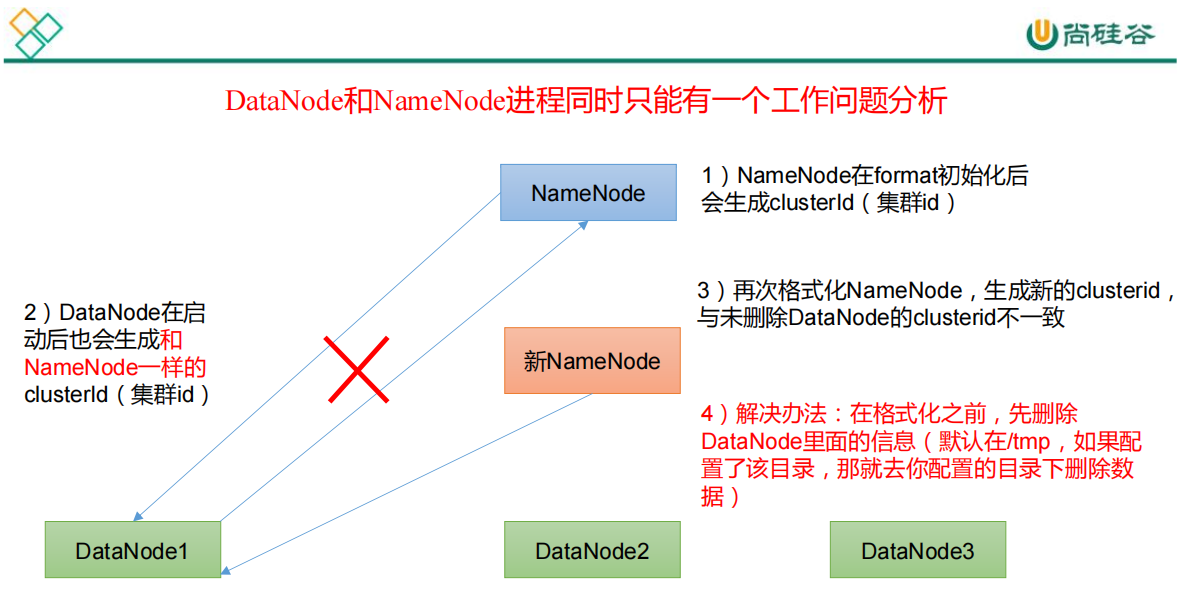 尚硅谷
DataNode和NameNode进程同时只能有一个工作问题分析
NameNode
1）NameNode在format初始化后
会生成clusterId（集群id）
2）DataNode在启
动后也会生成和
NameNode一样的
clusterId（集群id）
3）再次格式化NameNode，生成新的clusterid，
与未删除DataNode的clusterid不一致
新NameNode
4）解决办法：在格式化之前，先删除
DataNode里面的信息（默认在/tmp，如果配
置了该目录，那就去你配置的目录下删除数
据）
DataNode1
DataNode2
DataNode3